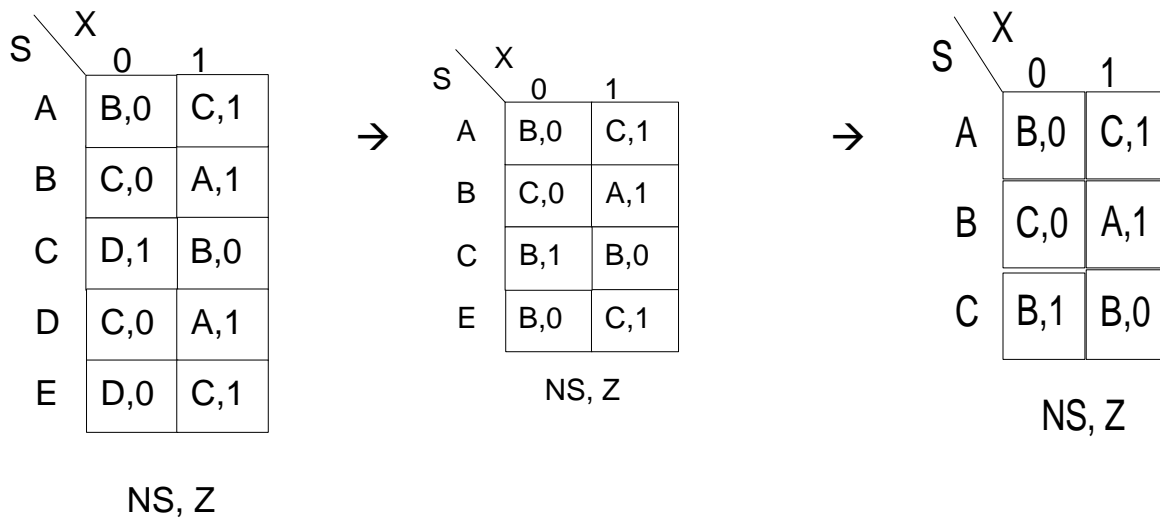 S X 0 1
A B,0 C,1
B C,0 A,1
C D,1 B,0
D C,0 A,1
E D,0 C,1
NS, Z
→
S X 0 1
A B,0 C,1
B C,0 A,1
C B,1 B,0
E B,0 C,1
NS, Z
→
S X 0 1
A B,0 C,1
B C,0 A,1
C B,1 B,0
NS, Z